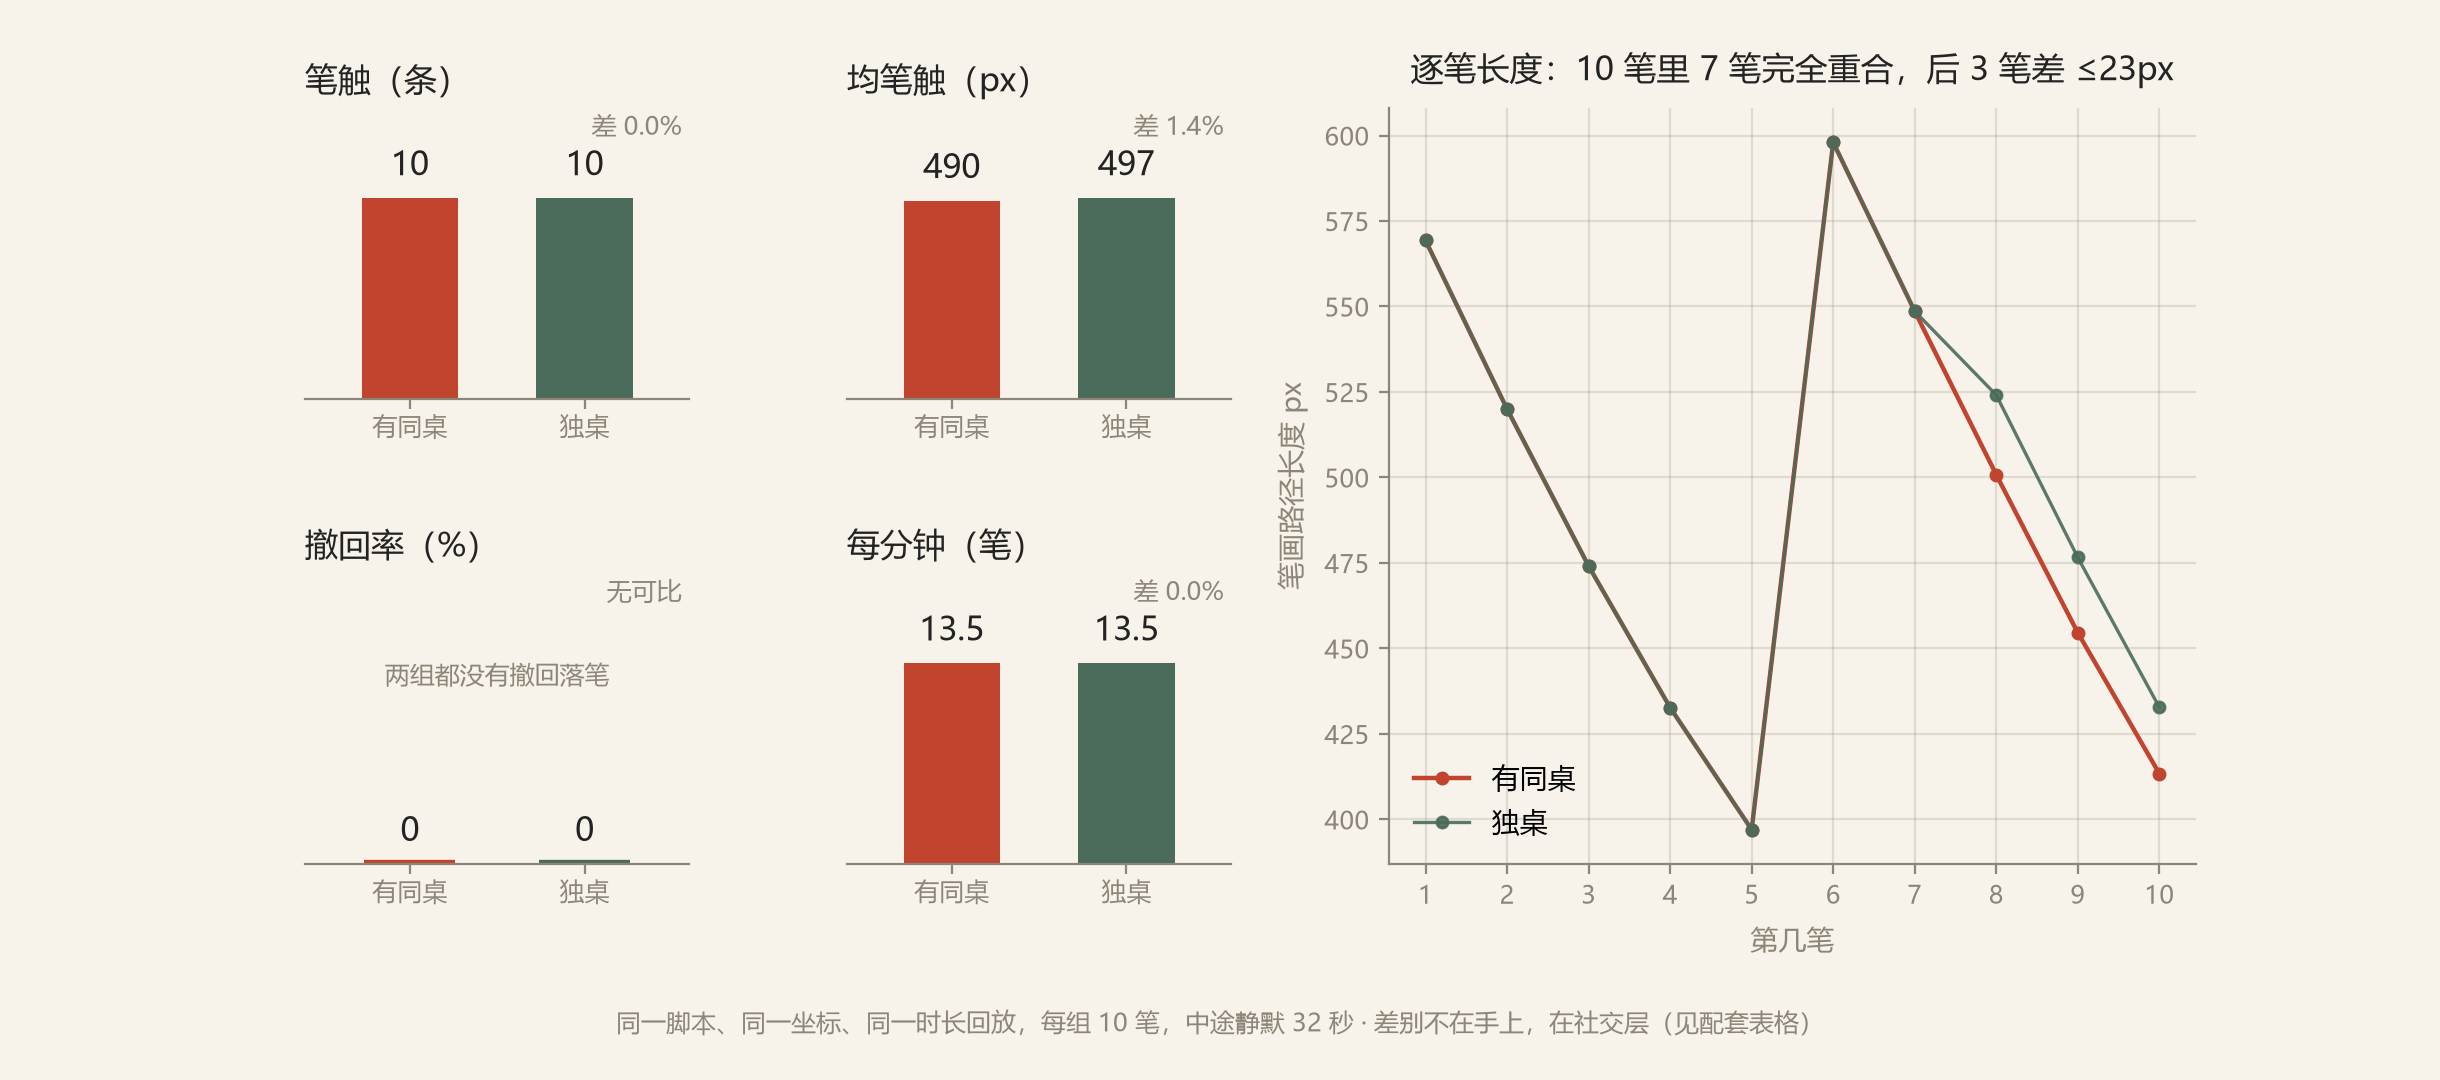 笔触（条）
差 0.0%
10
10
有同桌
独桌
均笔触（px）
差 1.4%
490
497
有同桌
独桌
撤回率（%）
无可比
两组都没有撤回落笔
0
0
有同桌
独桌
每分钟（笔）
差 0.0%
13.5
13.5
有同桌
独桌
逐笔长度：10 笔里 7 笔完全重合，后 3 笔差 ≤23px
笔画路径长度 px
600
575
550
525
500
475
450
425
400
有同桌
独桌
1 2 3 4 5 6 7 8 9 10
第几笔
同一脚本、同一坐标、同一时长回放，每组 10 笔，中途静默 32 秒 · 差别不在手上，在社交层（见配套表格）